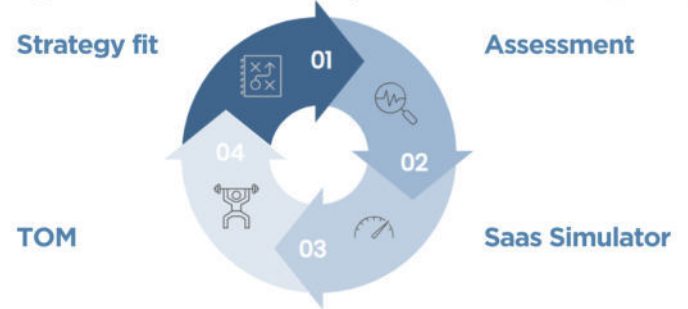 Strategy fit
01
Assessment
04
02
TOM
03
Saas Simulator